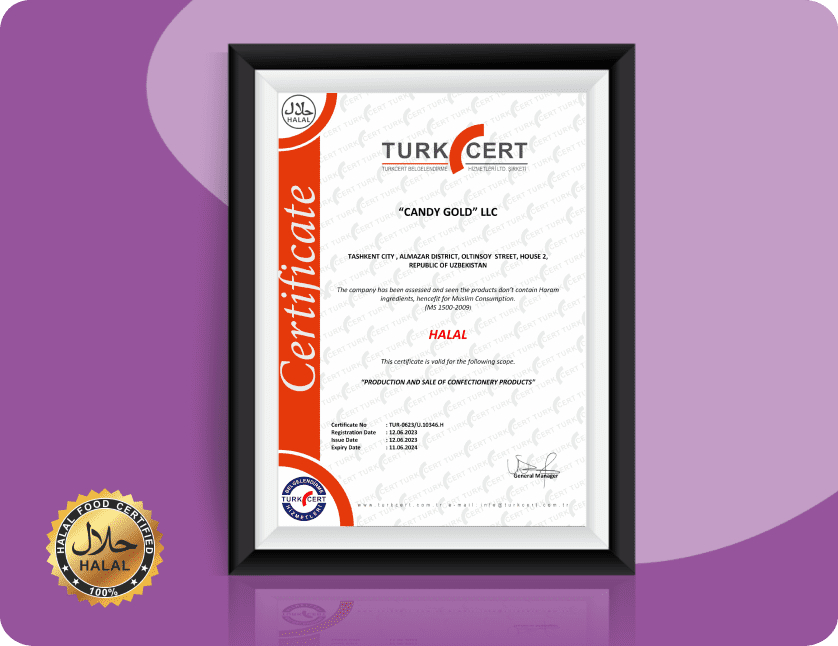 حلال
HALAL
TURK CERT
TURKCERT BELGELENDİRME HİZMETLERİ LTD. ŞİRKETİ
Certificate
“CANDY GOLD” LLC
TASHKENT CITY , ALMAZAR DISTRICT, OLTINSOY STREET, HOUSE 2,
REPUBLIC OF UZBEKISTAN
The company has been assessed and seen the products don’t contain Haram
ingredients, hencefit for Muslim Consumption.
(MS 1500-2009)
HALAL
This certificate is valid for the following scope.
“PRODUCTION AND SALE OF CONFECTIONERY PRODUCTS”
Certificate No : TUR-0623/U.10346.H
Registration Date : 12.06.2023
Issue Date : 12.06.2023
Expiry Date : 11.06.2024
General Manager
BELGELENDİRME
TURK CERT
HİZMETLERİ
www.turkcert.com.tr e-mail: info@turkcert.com.tr
HALAL FOOD CERTIFIED
حلال
HALAL
100%